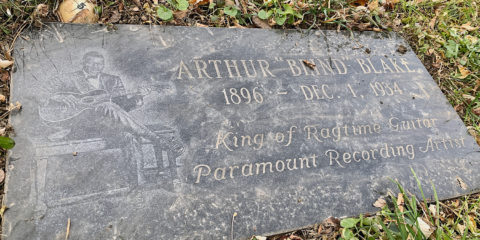 ARTHUR "BLIND" BLAKE
1896 - DEC. 1, 1934
King of Ragtime Guitar
Paramount Recording Artist